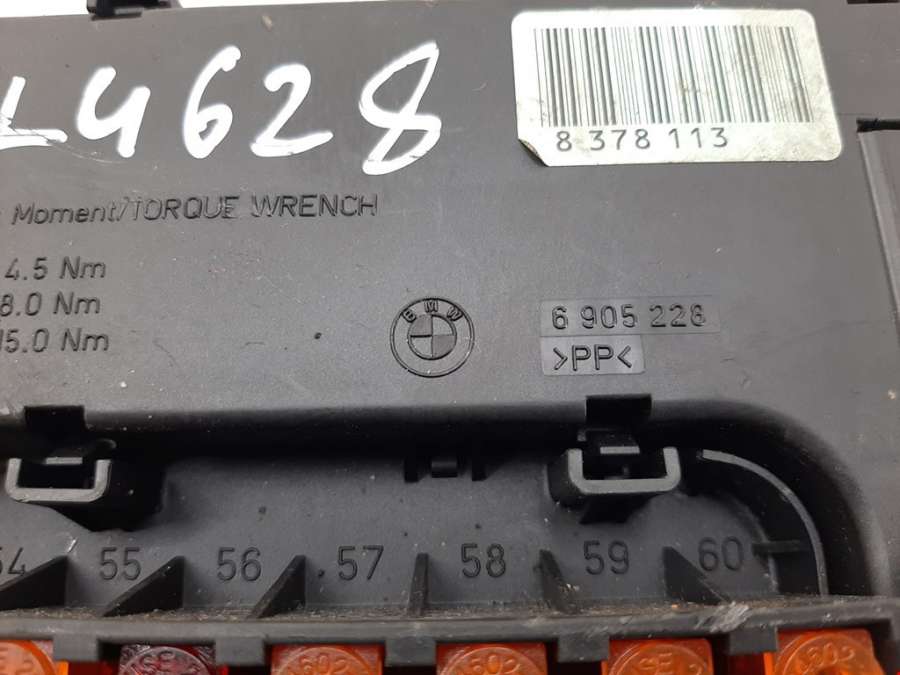 L4628
8 378 113
Moment/TORQUE WRENCH
4.5 Nm
8.0 Nm
15.0 Nm
BMW
6 905 228
>PP<
54 55 56 57 58 59 60